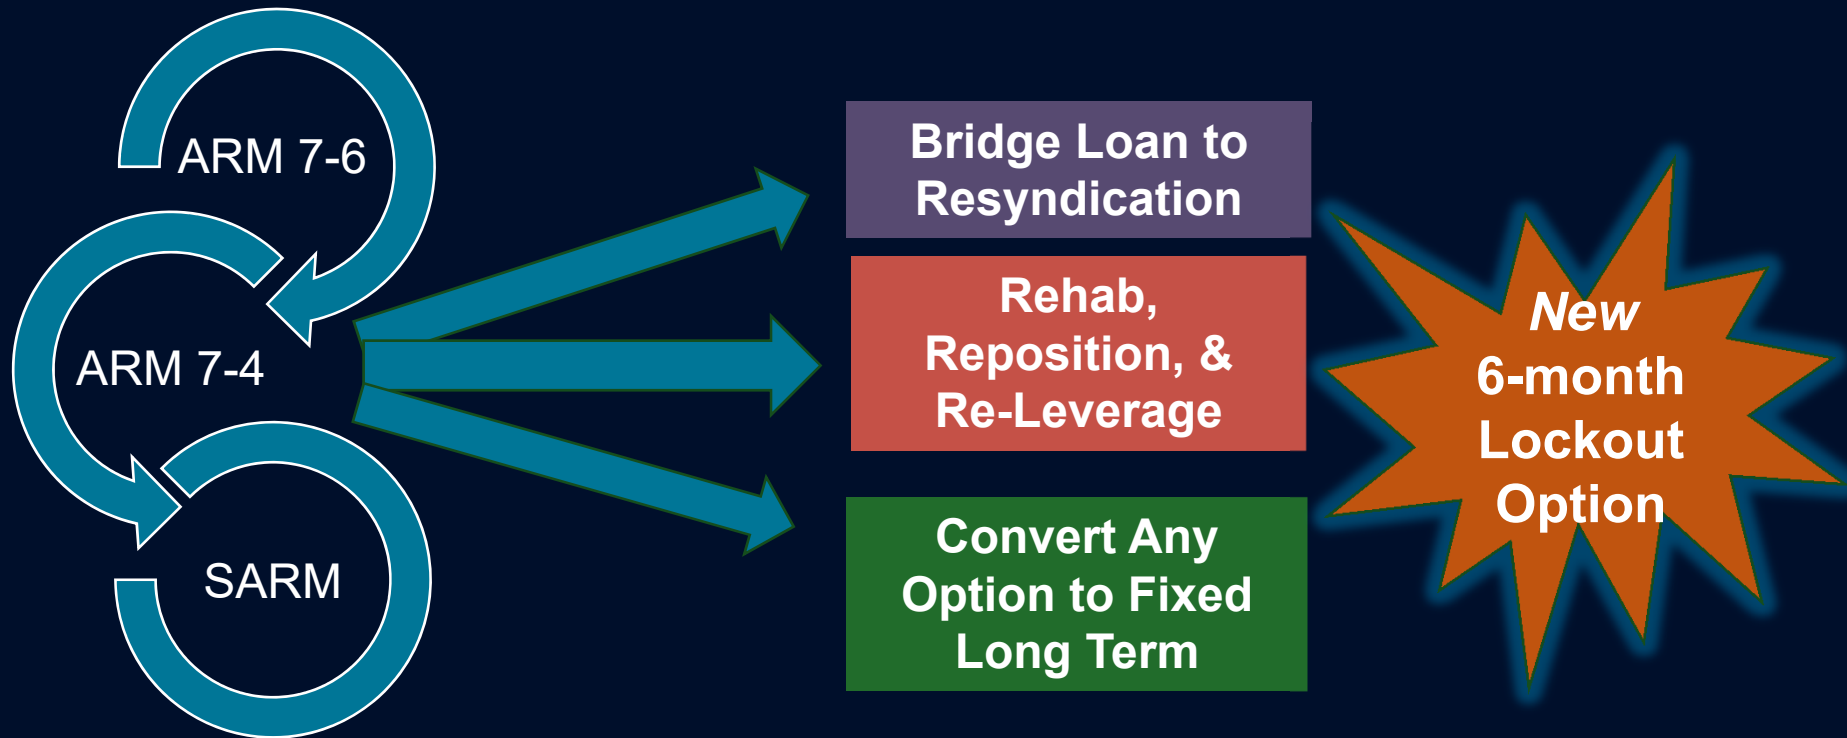 ARM 7-6
ARM 7-4
SARM
Bridge Loan to
Resyndication
Rehab,
Reposition, &
Re-Leverage
Convert Any
Option to Fixed
Long Term
New
6-month
Lockout
Option